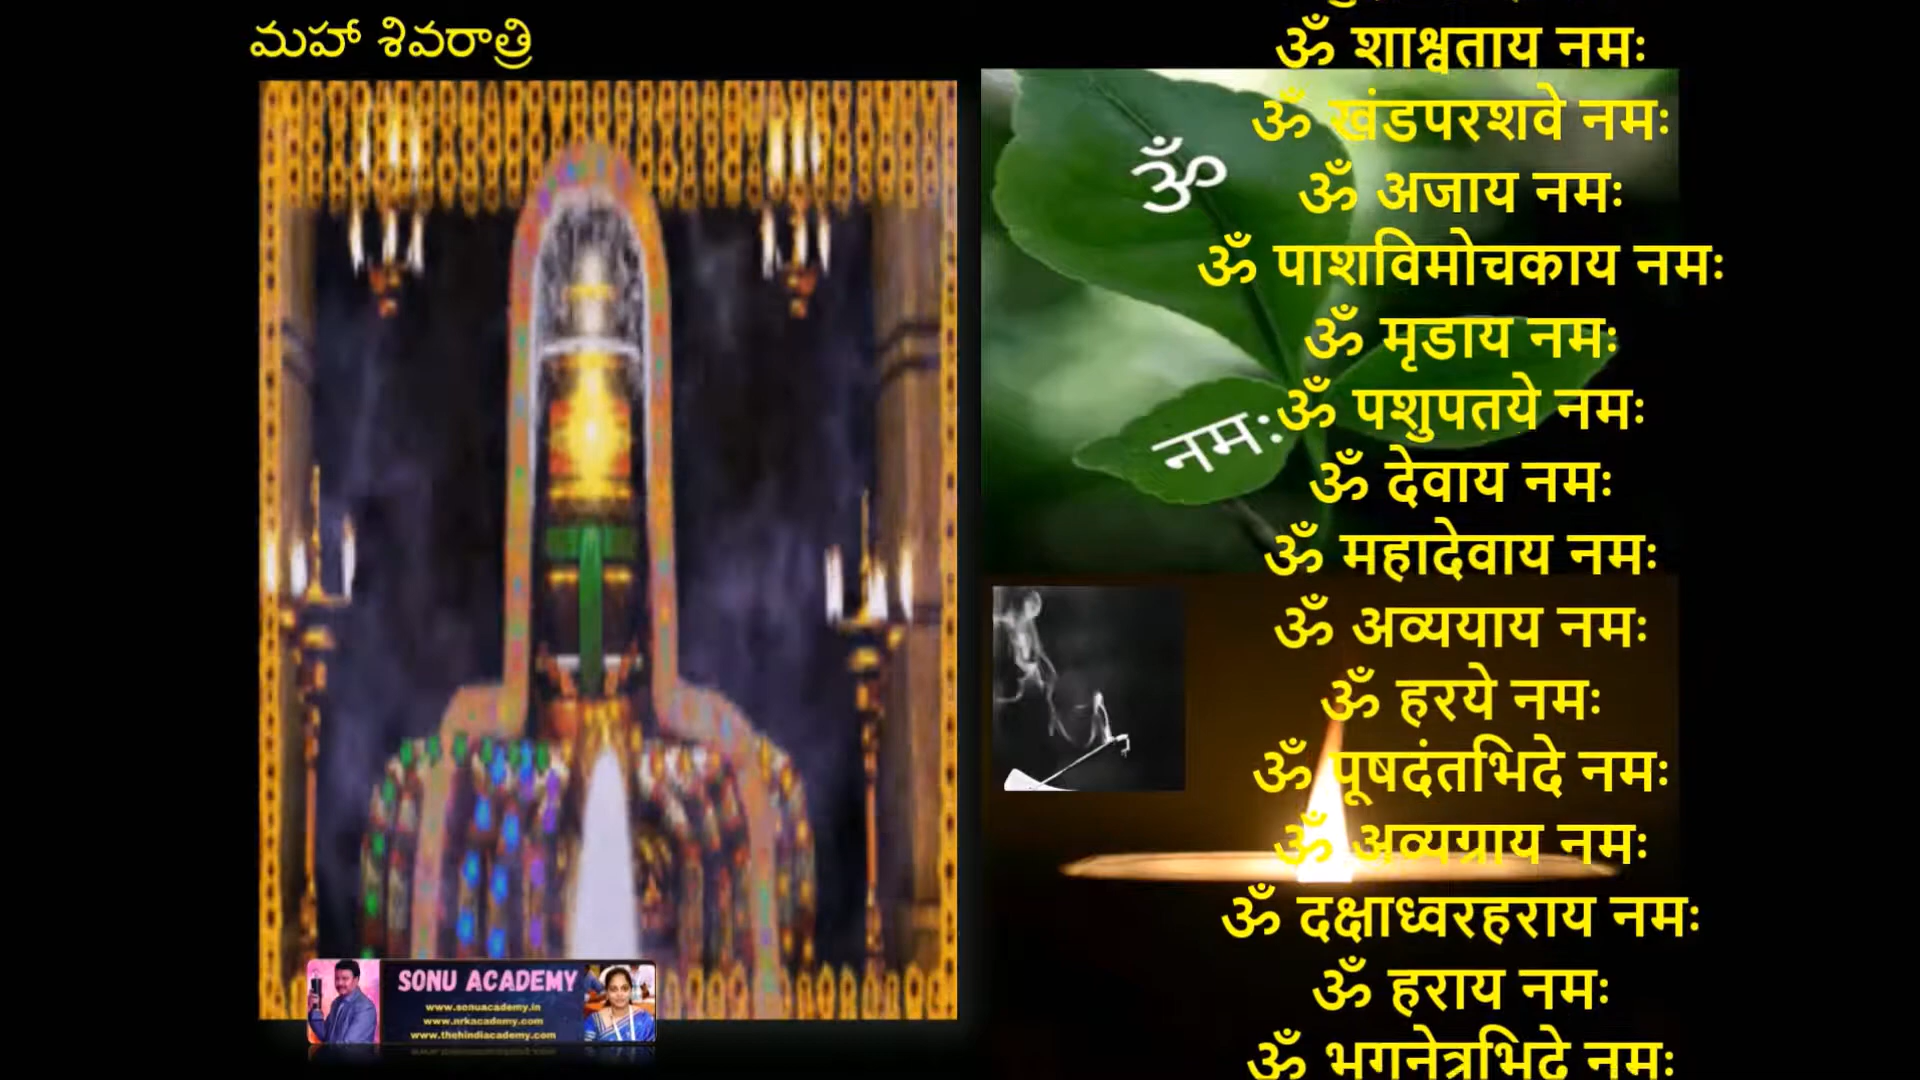 మహా శివరాత్రి
ॐ शाश्वताय नमः
ॐ खंडपरशवे नमः
ॐ अजाय नमः
ॐ पाशविमोचकाय नमः
ॐ मृडाय नमः
ॐ पशुपतये नमः
ॐ देवाय नमः
ॐ महादेवाय नमः
ॐ अव्ययाय नमः
ॐ हरये नमः
ॐ पूषदंतभिदे नमः
ॐ अव्यग्राय नमः
ॐ दक्षाध्वरहराय नमः
ॐ हराय नमः
ॐ भगनेत्रभिदे नमः
ॐ
नमः
SONU ACADEMY
www.sonuacademy.in
www.nrkacademy.com
www.thehindiacademy.com